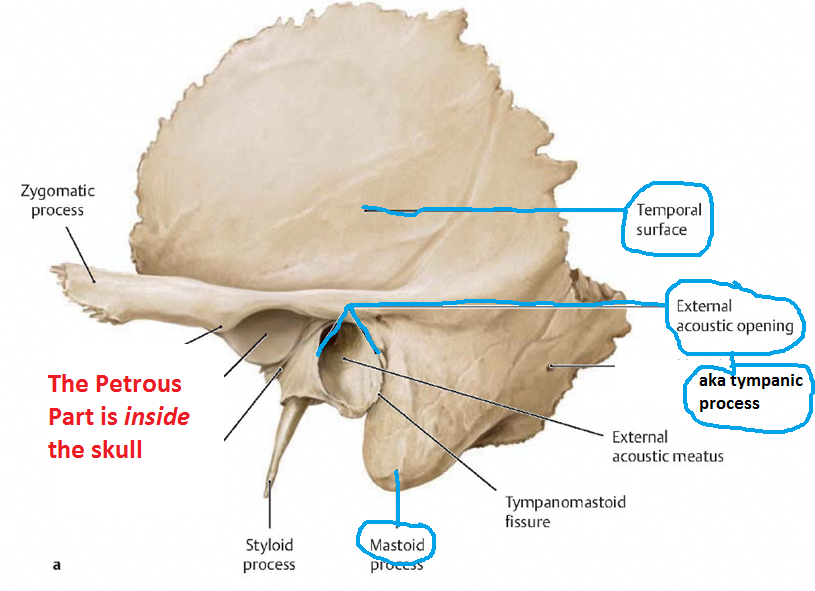 Zygomatic
process
Temporal
surface
External
acoustic opening
aka tympanic
process
The Petrous
Part is inside
the skull
External
acoustic meatus
Tympanomastoid
fissure
Styloid
process
Mastoid
process
a